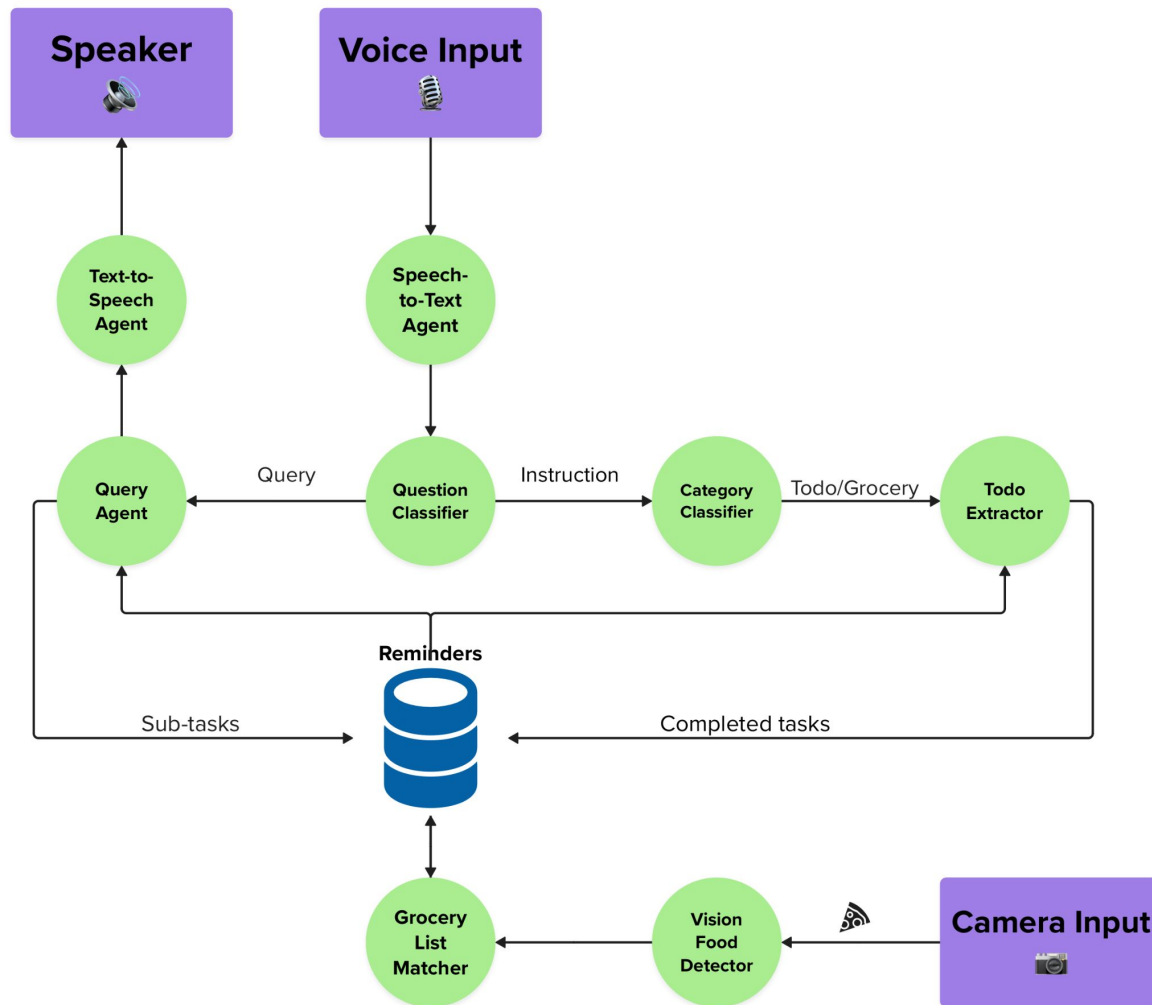 Speaker
Voice Input
Text-to-
Speech
Agent
Speech-
to-Text
Agent
Query
Agent
Query
Question
Classifier
Instruction
Category
Classifier
Todo/Grocery
Todo
Extractor
Reminders
Sub-tasks
Completed tasks
Grocery
List
Matcher
Vision
Food
Detector
Camera Input